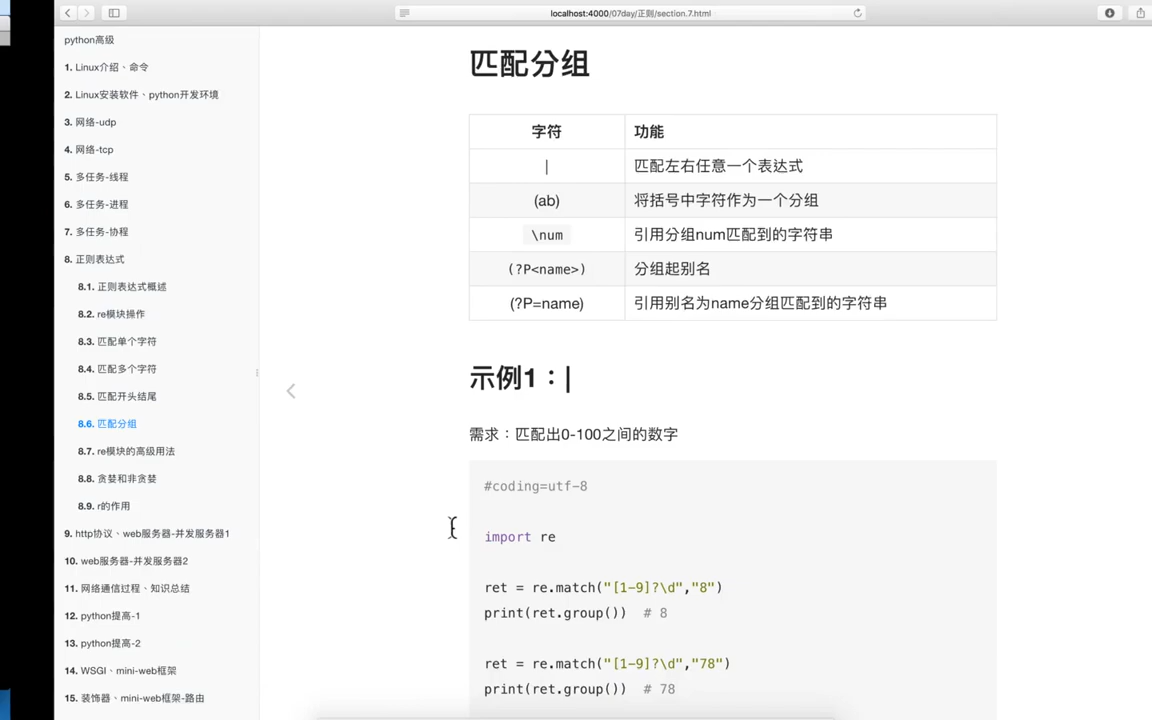 localhost:4000/07day/正则/section.7.html
python高级
1. Linux介绍、命令
2. Linux安装软件、python开发环境
3. 网络-udp
4. 网络-tcp
5. 多任务-线程
6. 多任务-进程
7. 多任务-协程
8. 正则表达式
8.1. 正则表达式概述
8.2. re模块操作
8.3. 匹配单个字符
8.4. 匹配多个字符
8.5. 匹配开头结尾
8.6. 匹配分组
8.7. re模块的高级用法
8.8. 贪婪和非贪婪
8.9. r的作用
9. http协议、web服务器-并发服务器1
10. web服务器-并发服务器2
11. 网络通信过程、知识总结
12. python提高-1
13. python提高-2
14. WSGI、mini-web框架
15. 装饰器、mini-web框架-路由
匹配分组
字符 功能
| 匹配左右任意一个表达式
(ab) 将括号中字符作为一个分组
\num 引用分组num匹配到的字符串
(?P<name>) 分组起别名
(?P=name) 引用别名为name分组匹配到的字符串
示例1：|
需求：匹配出0-100之间的数字
#coding=utf-8
import re
ret = re.match("[1-9]?\d","8")
print(ret.group()) # 8
ret = re.match("[1-9]?\d","78")
print(ret.group()) # 78